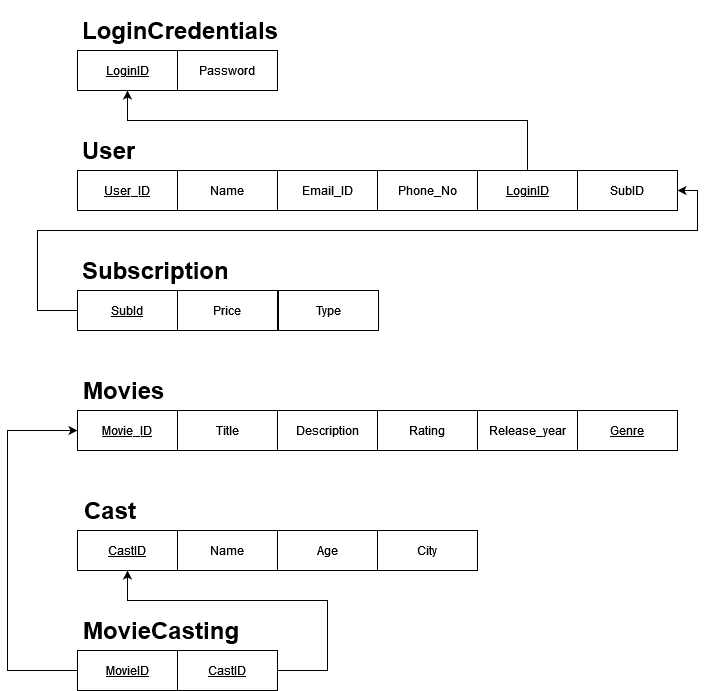 LoginCredentials
LoginID Password
User
User_ID Name Email_ID Phone_No LoginID SubID
Subscription
SubId Price Type
Movies
Movie_ID Title Description Rating Release_year Genre
Cast
CastID Name Age City
MovieCasting
MovieID CastID